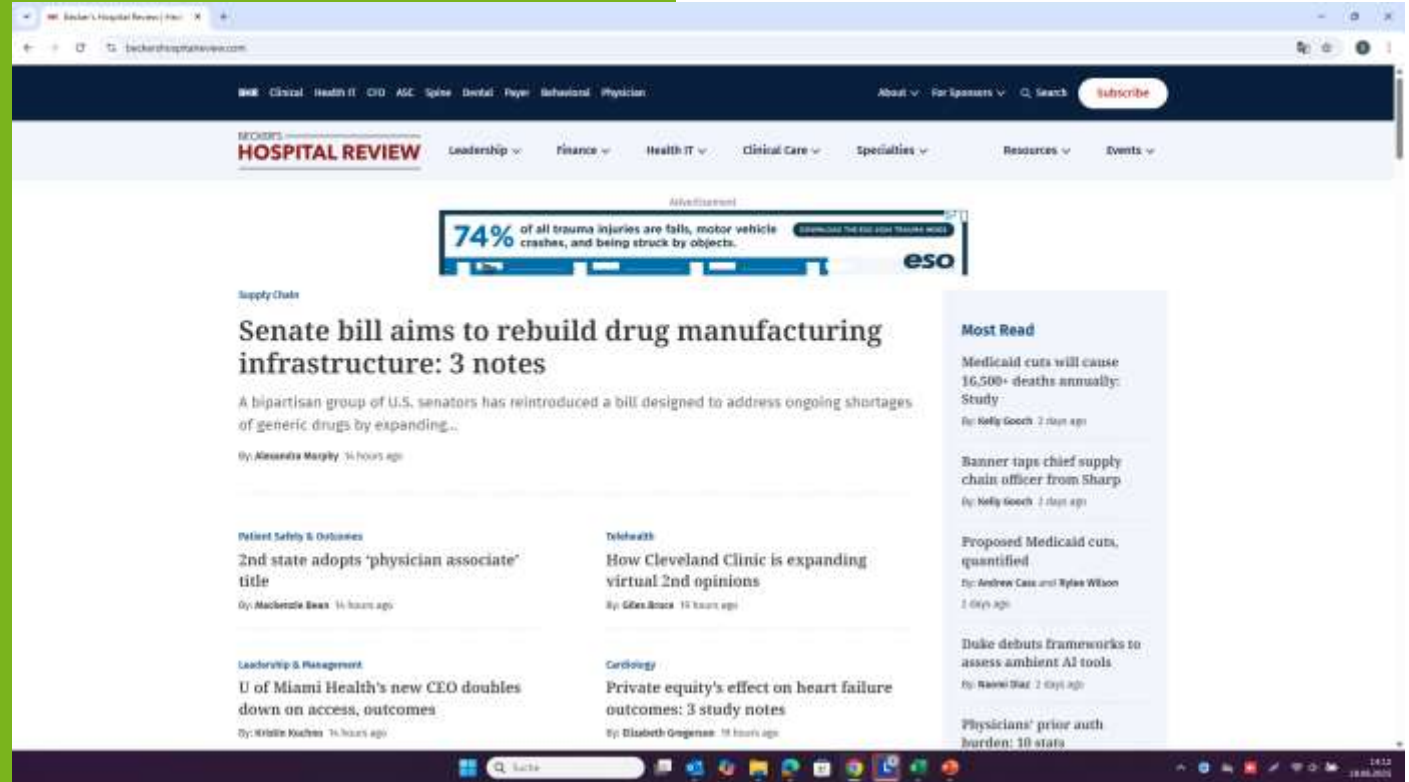 Becker's Hospital Review | Hea
beckershospitalreview.com
BHR Clinical Health IT CFO ASC Spine Dental Payer Behavioral Physician
About For Sponsors Search Subscribe
BECKER'S
HOSPITAL REVIEW
Leadership Finance Health IT Clinical Care Specialties Resources Events
Advertisement
74% of all trauma injuries are falls, motor vehicle
crashes, and being struck by objects.
eso
Supply Chain
Senate bill aims to rebuild drug manufacturing
infrastructure: 3 notes
A bipartisan group of U.S. senators has reintroduced a bill designed to address ongoing shortages
of generic drugs by expanding...
By: Alexandra Murphy 14 hours ago
Patient Safety & Outcomes
2nd state adopts 'physician associate'
title
By: Mackenzie Bean 14 hours ago
Telehealth
How Cleveland Clinic is expanding
virtual 2nd opinions
By: Giles Bruce hours ago
Leadership & Management
U of Miami Health's new CEO doubles
down on access, outcomes
By: Kristin Kuchno 14 hours ago
Cardiology
Private equity's effect on heart failure
outcomes: 3 study notes
By: Elizabeth Gregerson hours ago
Most Read
Medicaid cuts will cause
16,500+ deaths annually:
Study
By: Kelly Gooch 2 days ago
Banner taps chief supply
chain officer from Sharp
By: Kelly Gooch 2 days ago
Proposed Medicaid cuts,
quantified
By: Andrew Cass and Rylee Wilson
2 days ago
Duke debuts frameworks to
assess ambient AI tools
By: Naomi Diaz 2 days ago
Physicians' prior auth
burden: 10 stats
Suche
14:12